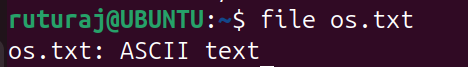 ruturaj@UBUNTU:~$ file os.txt
os.txt: ASCII text